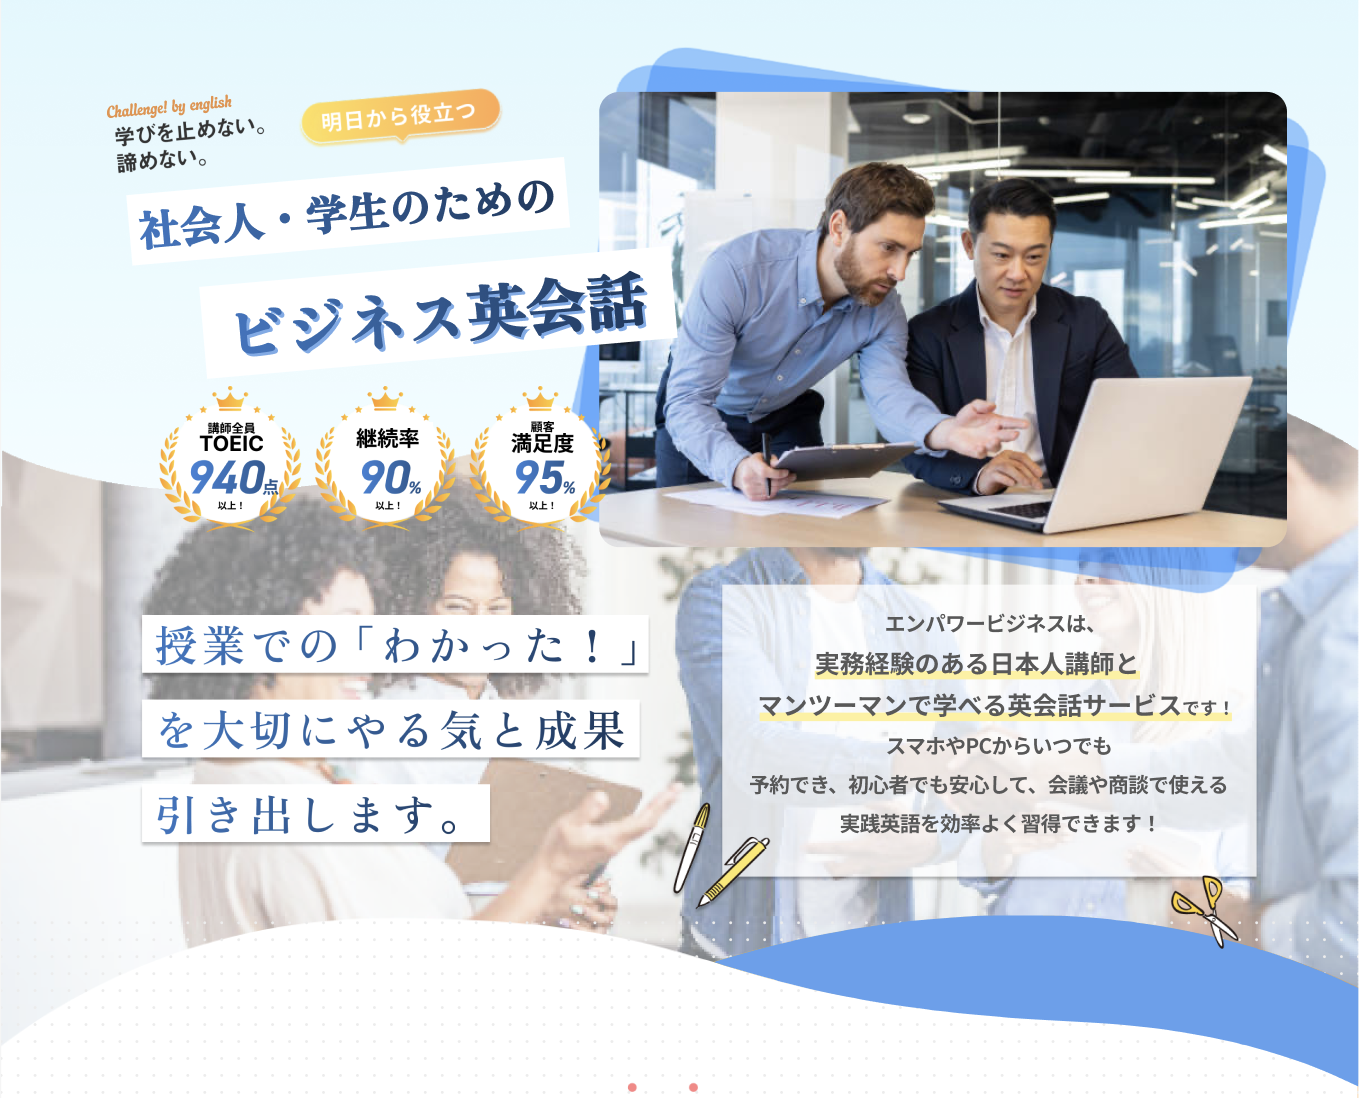 Challenge! by english
学びを止めない。
諦めない。
明日から役立つ
社会人・学生のための
ビジネス英会話
講師全員
TOEIC
940点
以上！
継続率
90%
以上！
顧客
満足度
95%
以上！
授業での「わかった！」
を大切にやる気と成果
引き出します。
エンパワービジネスは、
実務経験のある日本人講師と
マンツーマンで学べる英会話サービスです！
スマホやPCからいつでも
予約でき、初心者でも安心して、会議や商談で使える
実践英語を効率よく習得できます！